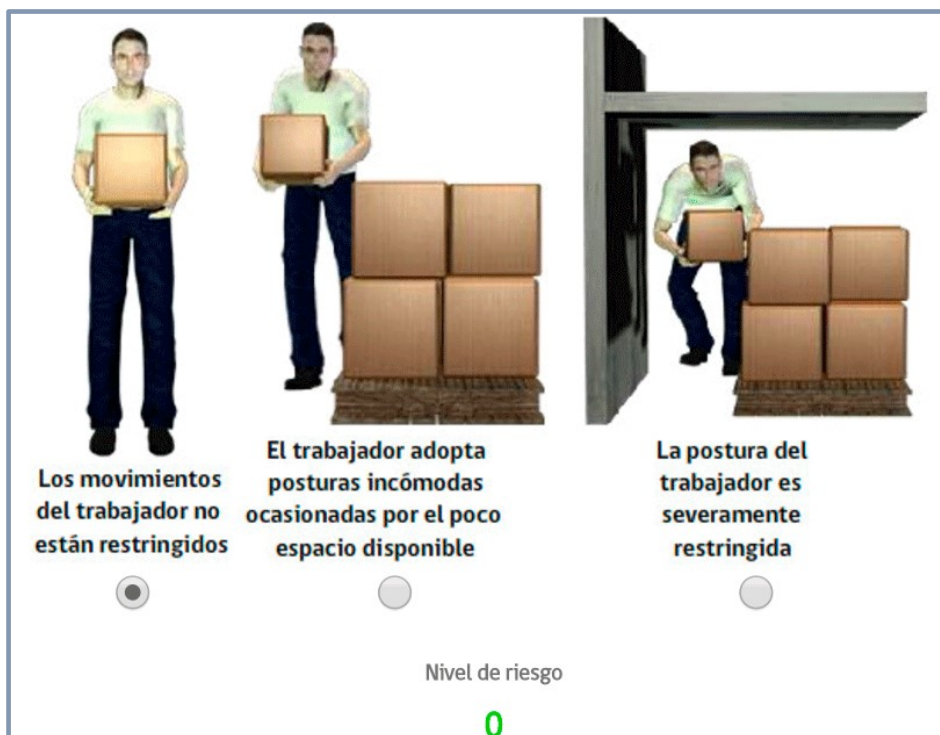 Los movimientos
del trabajador no
están restringidos
El trabajador adopta
posturas incómodas
ocasionadas por el poco
espacio disponible
La postura del
trabajador es
severamente
restringida
Nivel de riesgo
0